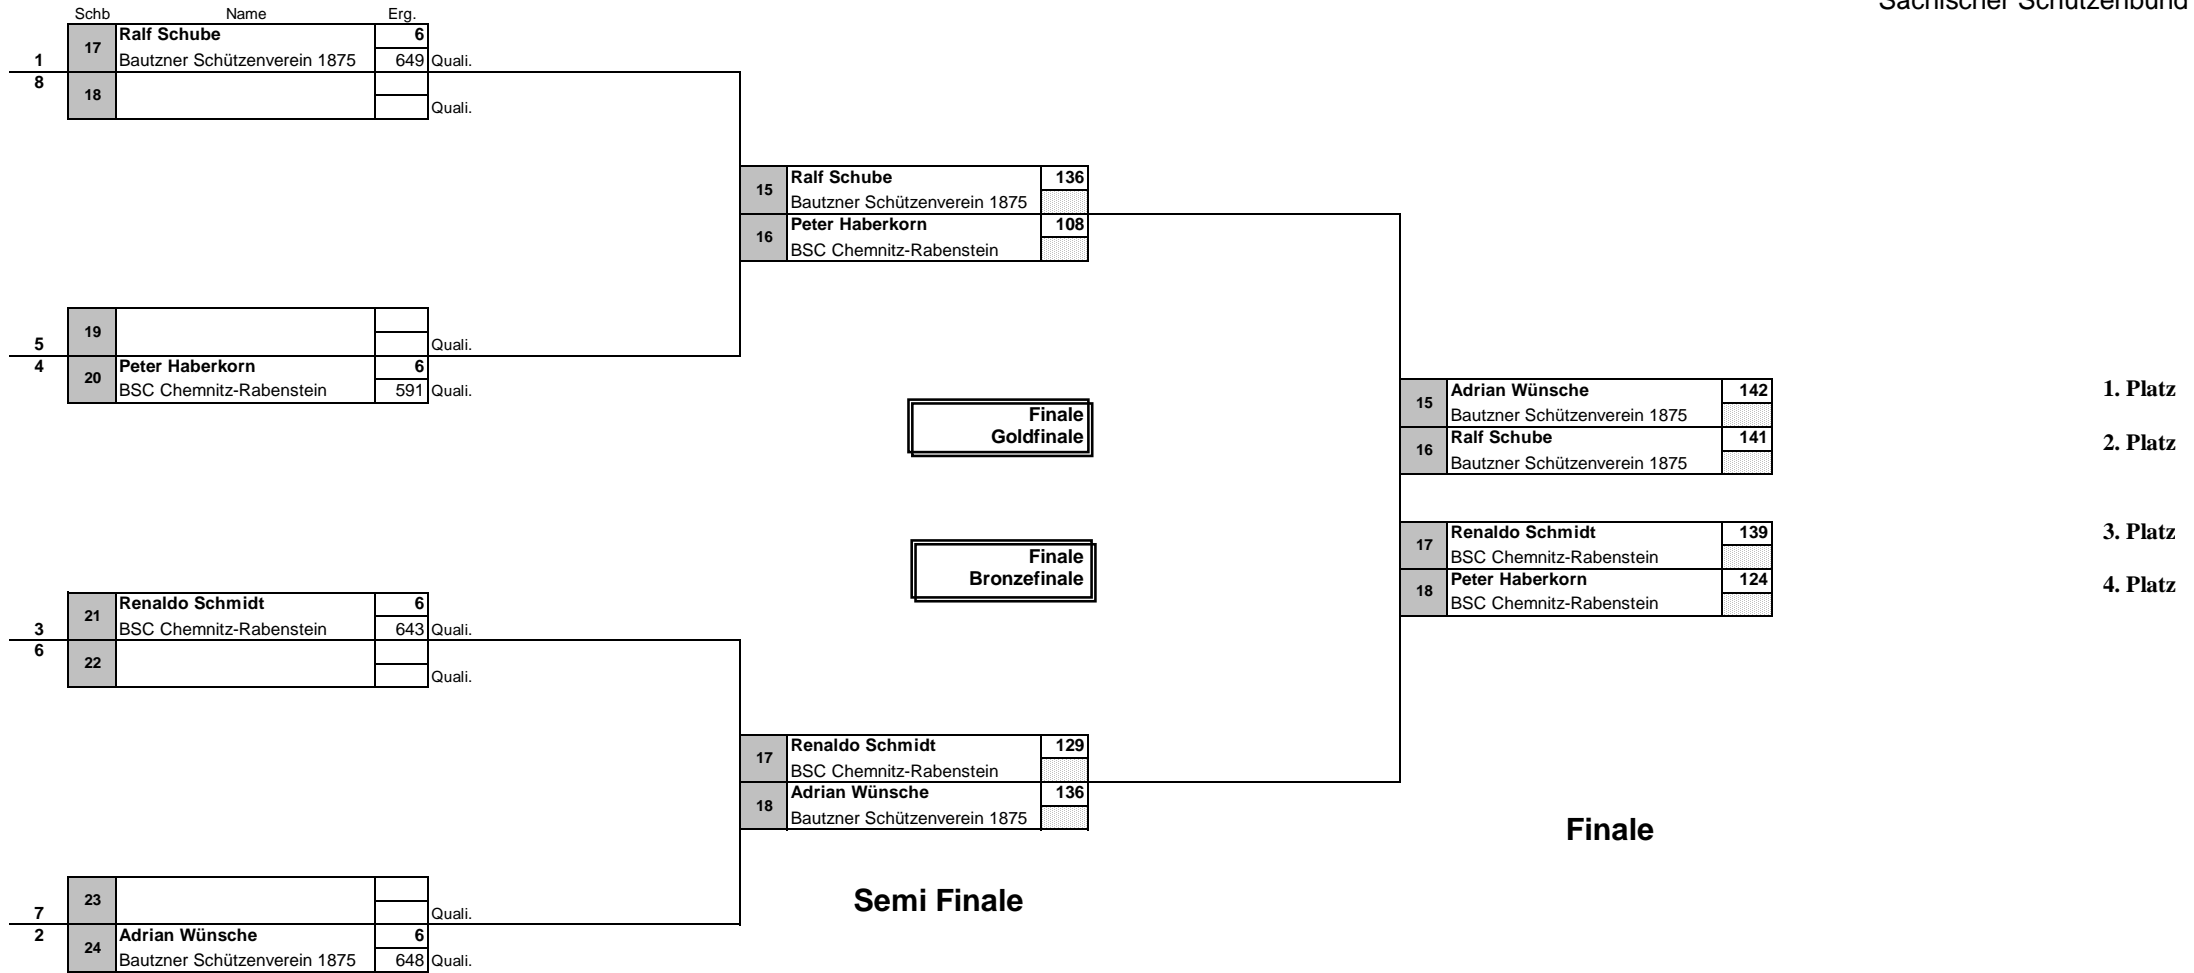 Sächsischer Schützenbund
Schb Name Erg.
17 Ralf Schube 6
1 Bautzner Schützenverein 1875 649 Quali.
8 18
Quali.
15 Ralf Schube 136
Bautzner Schützenverein 1875
16 Peter Haberkorn 108
BSC Chemnitz-Rabenstein
19
5 Quali.
4 20 Peter Haberkorn 6
BSC Chemnitz-Rabenstein 591 Quali.
Finale
Goldfinale
15 Adrian Wünsche 142 1. Platz
Bautzner Schützenverein 1875
16 Ralf Schube 141 2. Platz
Bautzner Schützenverein 1875
Finale
Bronzefinale
17 Renaldo Schmidt 139 3. Platz
BSC Chemnitz-Rabenstein
18 Peter Haberkorn 124 4. Platz
BSC Chemnitz-Rabenstein
21 Renaldo Schmidt 6
3 BSC Chemnitz-Rabenstein 643 Quali.
6 22
Quali.
17 Renaldo Schmidt 129
BSC Chemnitz-Rabenstein
18 Adrian Wünsche 136
Bautzner Schützenverein 1875
Finale
Semi Finale
23
7 Quali.
2 24 Adrian Wünsche 6
Bautzner Schützenverein 1875 648 Quali.